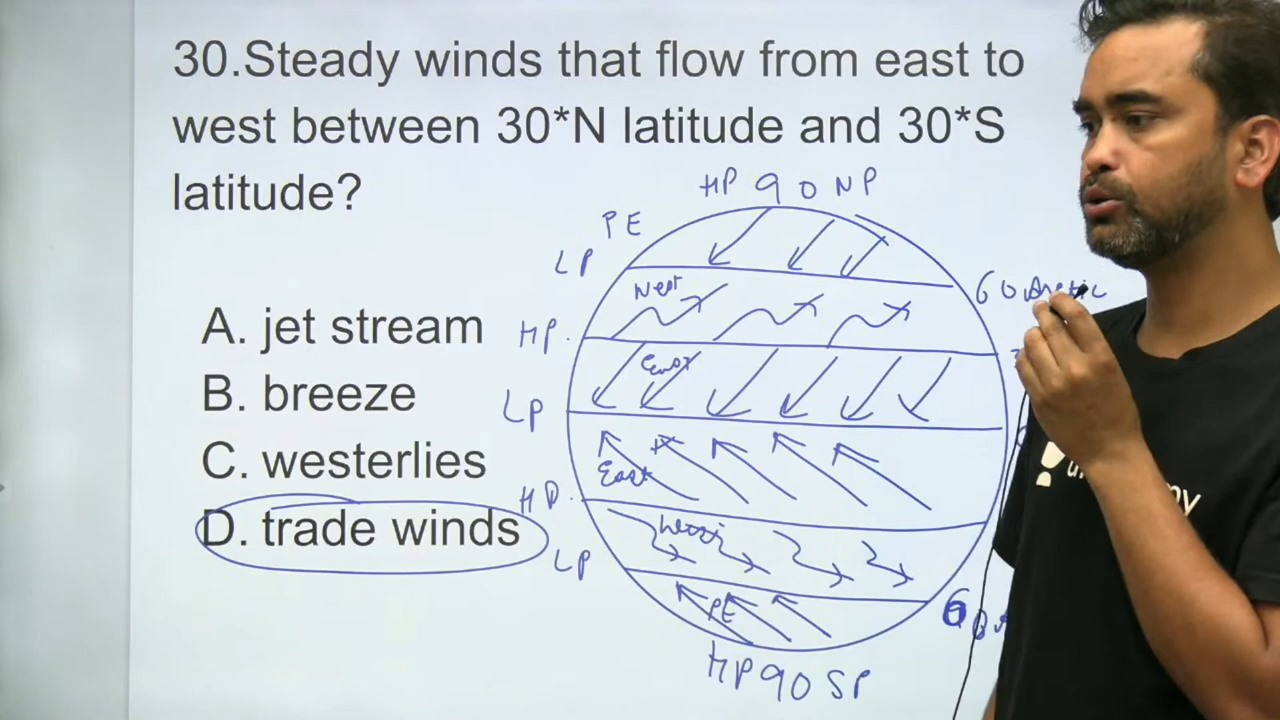 30.Steady winds that flow from east to
west between 30*N latitude and 30*S
latitude?
HP 90 NP
PE
LP
60 Arctic
West
HP
A. jet stream
East
B. breeze
LP
C. westerlies
East
HP
D. trade winds
LP
PE
6
HP 90 SP